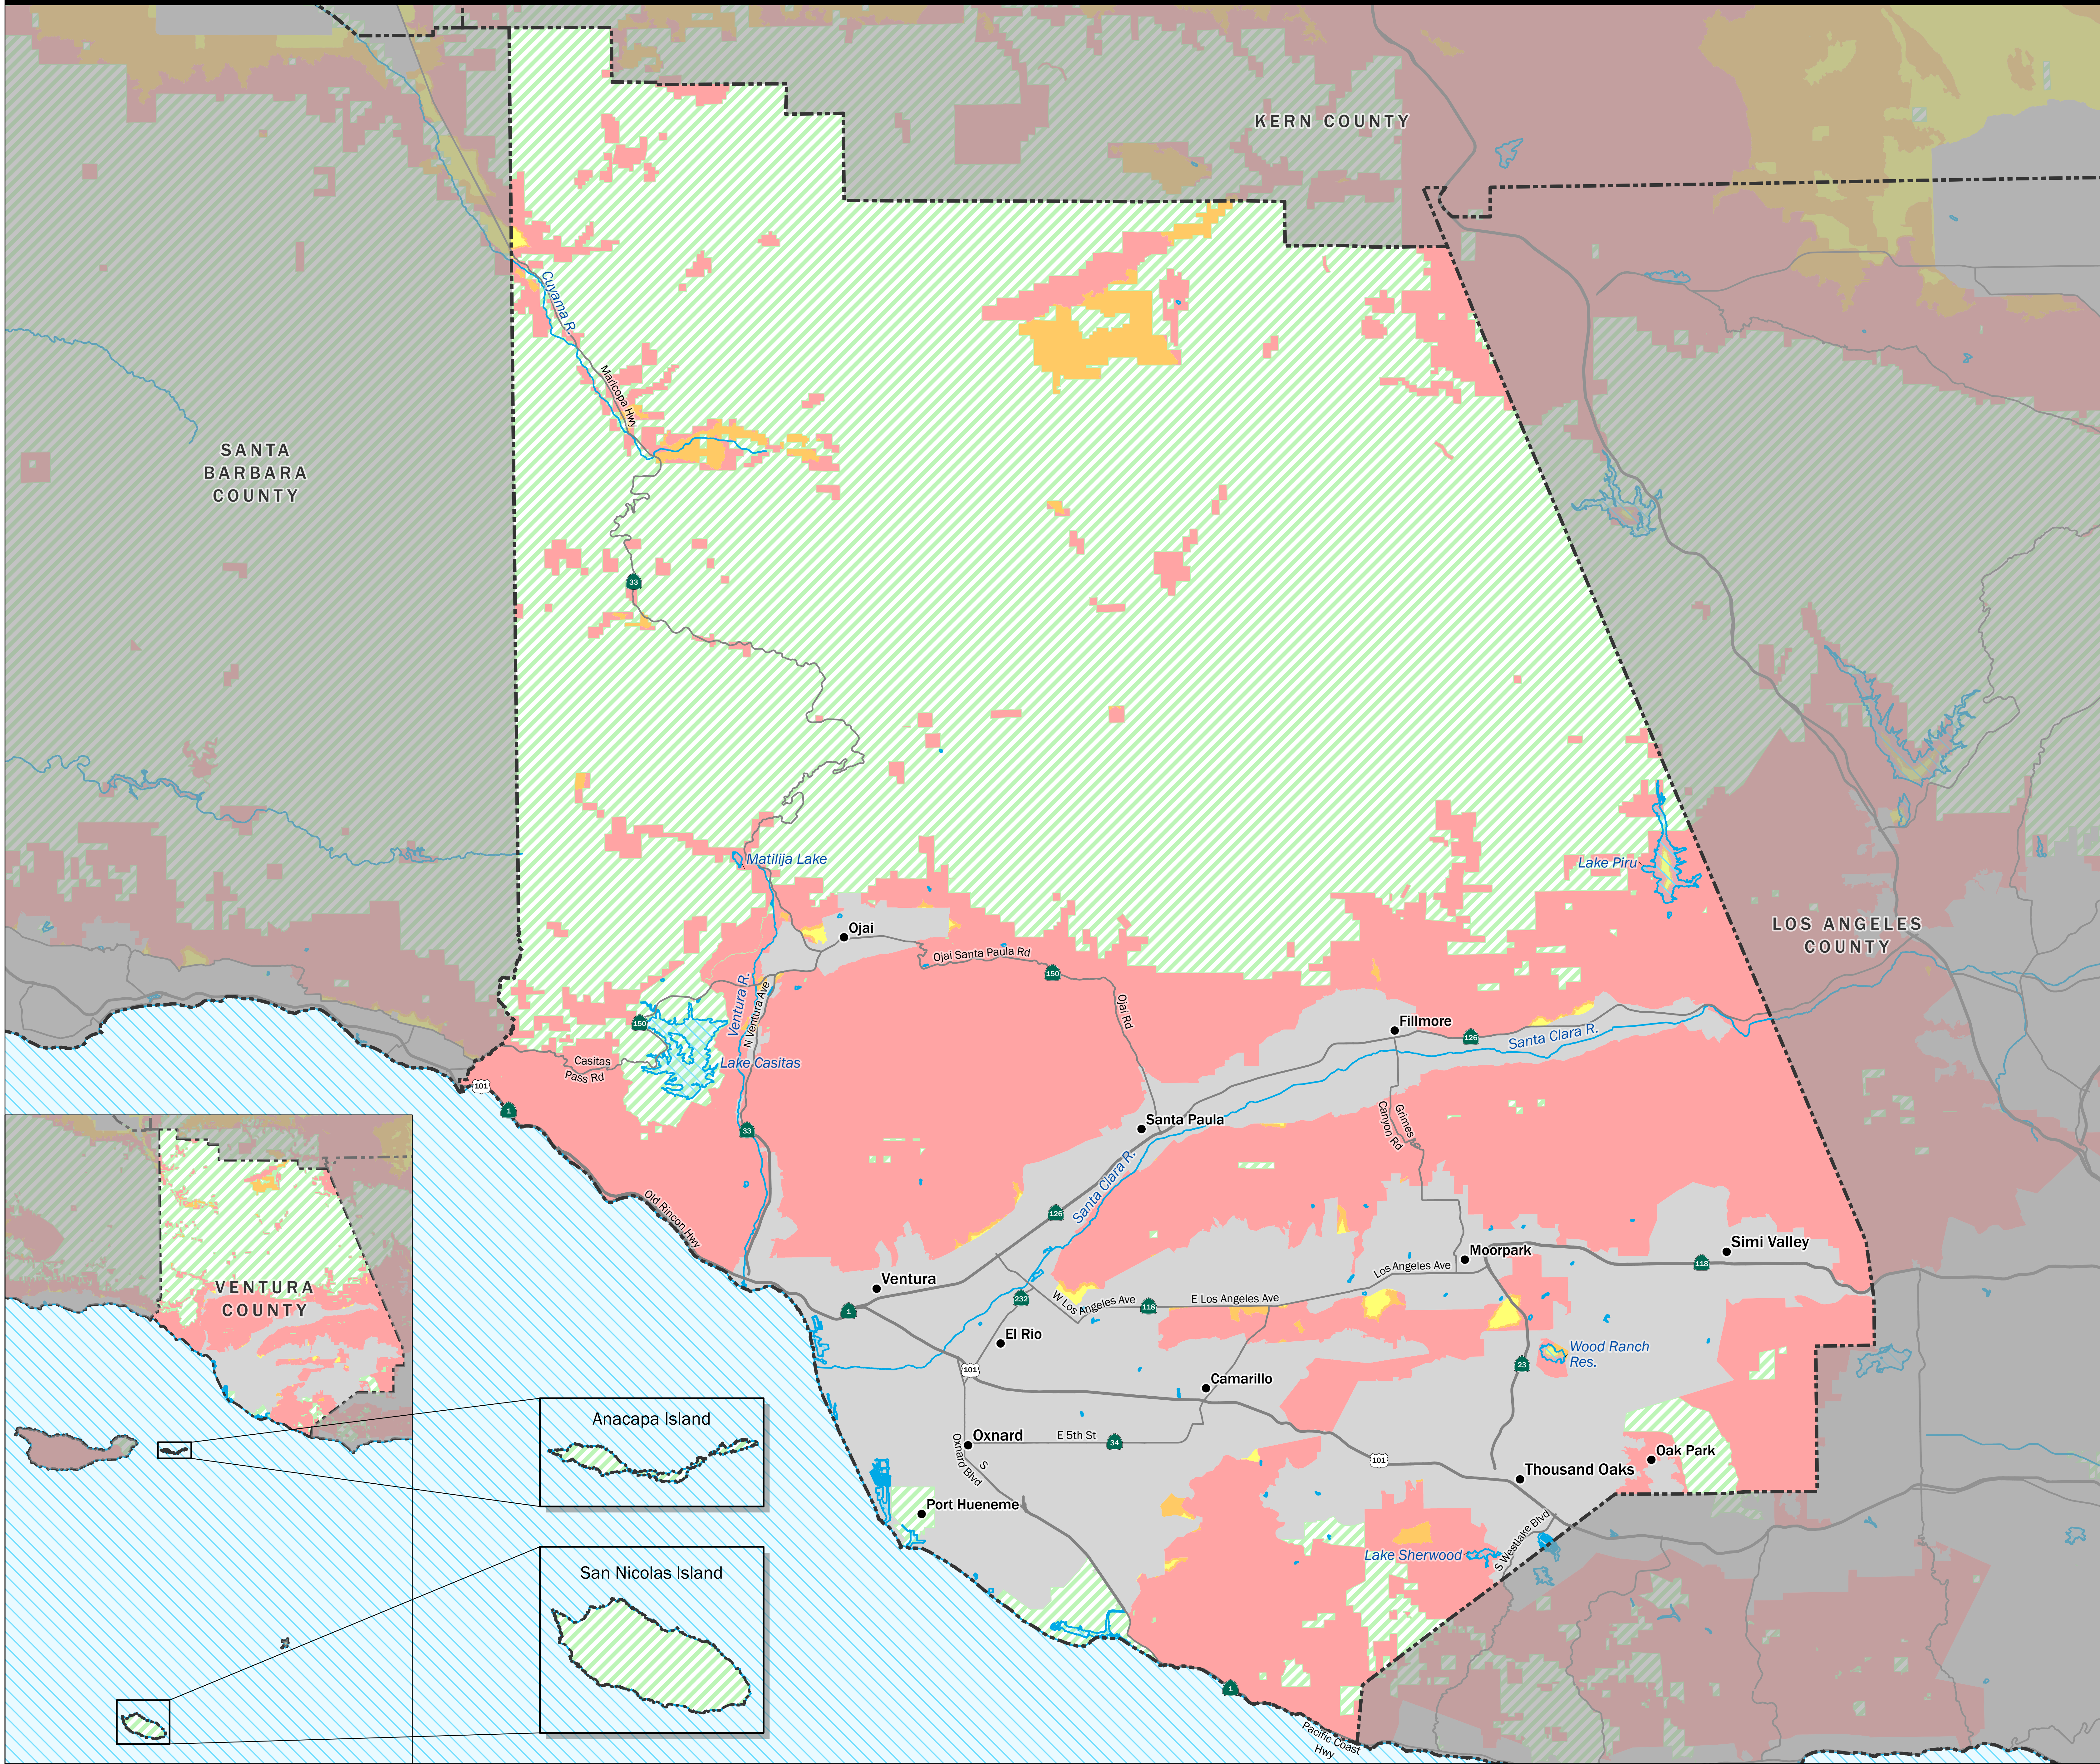 KERN COUNTY
SANTA
BARBARA
COUNTY
Cuyama R.
Maricopa Hwy
33
Matilija Lake
Lake Piru
LOS ANGELES
COUNTY
Ojai
Ojai Santa Paula Rd
150
Ojai Rd
Ventura R.
N Ventura Ave
150
Casitas
Pass Rd
Lake Casitas
Fillmore
126
Santa Clara R.
101
1
33
Santa Paula
Grimes
Canyon Rd
Santa Clara R.
Old Rincon Hwy
126
Moorpark
Simi Valley
118
Los Angeles Ave
VENTURA
COUNTY
Ventura
1
232
W Los Angeles Ave
118
E Los Angeles Ave
El Rio
101
Wood Ranch
Res.
23
Camarillo
Anacapa Island
Oxnard
E 5th St
34
S
Oxnard Blvd
101
Oak Park
Thousand Oaks
Port Hueneme
Lake Sherwood
S Westlake Blvd
San Nicolas Island
1
Pacific Coast
Hwy